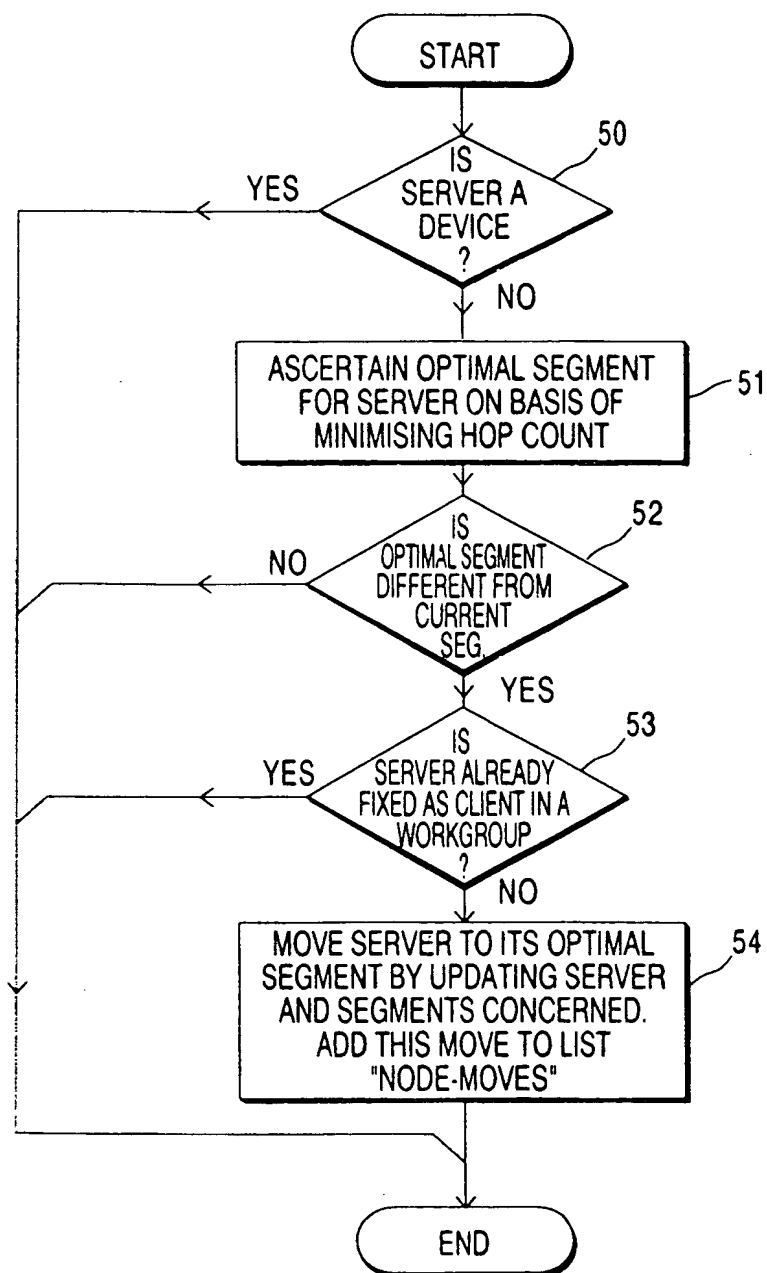 START
50
IS
SERVER A
DEVICE
?
YES
NO
ASCERTAIN OPTIMAL SEGMENT
FOR SERVER ON BASIS OF
MINIMISING HOP COUNT
51
52
IS
OPTIMAL SEGMENT
DIFFERENT FROM
CURRENT
SEG.
NO
YES
53
IS
SERVER ALREADY
FIXED AS CLIENT IN A
WORKGROUP
?
YES
NO
MOVE SERVER TO ITS OPTIMAL
SEGMENT BY UPDATING SERVER
AND SEGMENTS CONCERNED.
ADD THIS MOVE TO LIST
"NODE-MOVES"
54
END